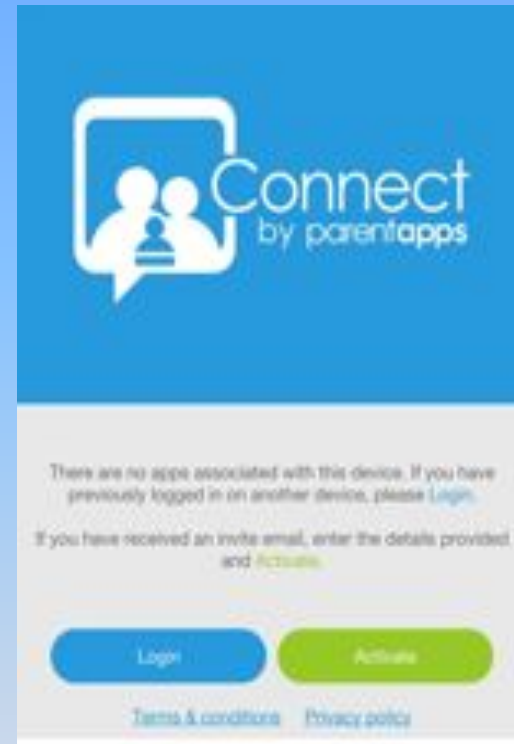 Connect
by parentapps
There are no apps associated with this device. If you have
previously logged in on another device, please Login.
If you have received an invite email, enter the details provided
and Activate.
Login
Activate
Terms & conditions
Privacy policy